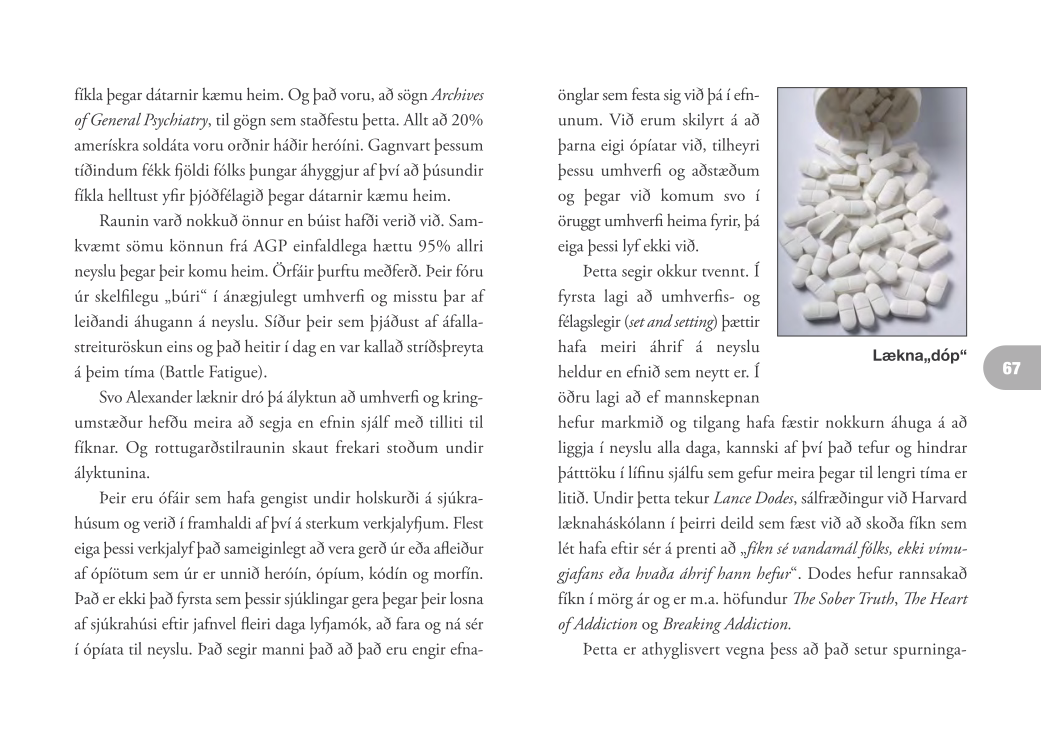 fíkla þegar dátarnir kæmu heim. Og það voru, að sögn Archives
of General Psychiatry, til gögn sem staðfestu þetta. Allt að 20%
amerískra soldáta voru orðnir háðir heróíni. Gagnvart þessum
tíðindum fékk fjöldi fólks þungar áhyggjur af því að þúsundir
fíkla helltust yfir þjóðfélagið þegar dátarnir kæmu heim.
Raunin varð nokkuð önnur en búist hafði verið við. Sam-
kvæmt sömu könnun frá AGP einfaldlega hættu 95% allri
neyslu þegar þeir komu heim. Örfáir þurftu meðferð. Þeir fóru
úr skelfilegu „búri“ í ánægjulegt umhverfi og misstu þar af
leiðandi áhugann á neyslu. Síður þeir sem þjáðust af áfalla-
streituröskun eins og það heitir í dag en var kallað stríðsþreyta
á þeim tíma (Battle Fatigue).
Svo Alexander læknir dró þá ályktun að umhverfi og kring-
umstæður hefðu meira að segja en efnin sjálf með tilliti til
fíknar. Og rottugarðstilraunin skaut frekari stoðum undir
ályktunina.
Þeir eru ófáir sem hafa gengist undir holskurði á sjúkra-
húsum og verið í framhaldi af því á sterkum verkjalyfjum. Flest
eiga þessi verkjalyf það sameiginlegt að vera gerð úr eða afleiður
af ópíötum sem úr er unnið heróín, ópíum, kódín og morfín.
Það er ekki það fyrsta sem þessir sjúklingar gera þegar þeir losna
af sjúkrahúsi eftir jafnvel fleiri daga lyfjamók, að fara og ná sér
í ópíata til neyslu. Það segir manni það að það eru engir efna-
önglar sem festa sig við þá í efn-
unum. Við erum skilyrt á að
þarna eigi ópíatar við, tilheyri
þessu umhverfi og aðstæðum
og þegar við komum svo í
öruggt umhverfi heima fyrir, þá
eiga þessi lyf ekki við.
Þetta segir okkur tvennt. Í
fyrsta lagi að umhverfis- og
félagslegir (set and setting) þættir
hafa meiri áhrif á neyslu
heldur en efnið sem neytt er. Í
öðru lagi að ef mannskepnan
hefur markmið og tilgang hafa fæstir nokkurn áhuga á að
liggja í neyslu alla daga, kannski af því það tefur og hindrar
þátttöku í lífinu sjálfu sem gefur meira þegar til lengri tíma er
litið. Undir þetta tekur Lance Dodes, sálfræðingur við Harvard
læknaháskólann í þeirri deild sem fæst við að skoða fíkn sem
lét hafa eftir sér á prenti að „fíkn sé vandamál fólks, ekki vímu-
gjafans eða hvaða áhrif hann hefur“. Dodes hefur rannsakað
fíkn í mörg ár og er m.a. höfundur The Sober Truth, The Heart
of Addiction og Breaking Addiction.
Þetta er athyglisvert vegna þess að það setur spurninga-
Lækna„dóp“
67